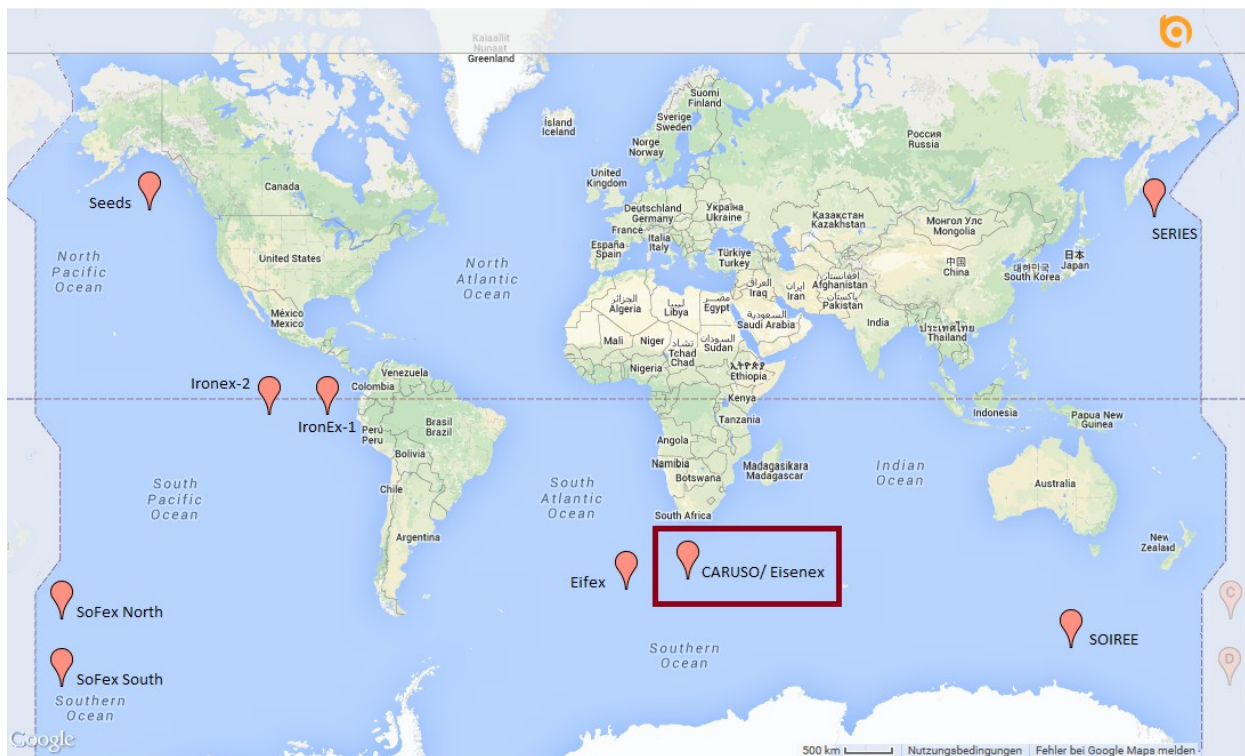 Kalaallit
Nunaat
Greenland
Suomi
Finland
Ísland
Iceland
Sverige
Sweden
Norge
Norway
Россия
Russia
Seeds
Canada
United
Kingdom
Deutschland
Germany
Україна
Ukraine
Қазақстан
Kazakhstan
Монгол Улс
Mongolia
SERIES
France
Italia
Italy
España
Spain
Türkiye
Turkey
North
Pacific
Ocean
United States
North
Atlantic
Ocean
العراق
Iraq
ایران
Iran
افغانستان
Afghanistan
پاکستان
Pakistan
中国
China
대한민국
South Korea
日本
Japan
México
Mexico
الجزائر
Algeria
ليبيا
Libya
مصر
Egypt
السعودية
Saudi Arabia
India
ประเทศไทย
Thailand
Mali
Niger
تشاد
Tchad
Chad
السودان
Sudan
Nigeria
ኢትዮጵያ
Ethiopia
Venezuela
Colombia
Ironex-2
IronEx-1
Kenya
Tanzania
Indonesia
Papua New
Guinea
Perú
Peru
Brasil
Brazil
Bolivia
Angola
Namibia
Botswana
Madagasikara
Madagascar
South
Pacific
Ocean
Chile
South
Atlantic
Ocean
Indian
Ocean
Australia
South Africa
Argentina
New
Zealand
Eifex
CARUSO/ Eisenex
SoFex North
C
SOIREE
Southern
Ocean
SoFex South
D
Southern
Ocean
Google
500 km
Nutzungsbedingungen
Fehler bei Google Maps melden